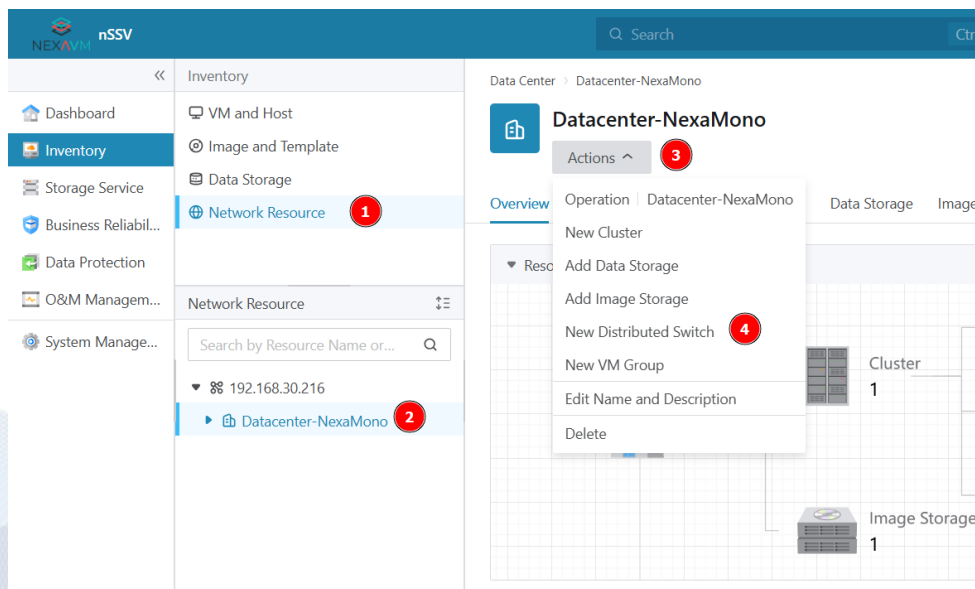 NEXAVM nSSV
Search
Ctr
Inventory
Data Center > Datacenter-NexaMono
Dashboard
Inventory
Storage Service
Business Reliabil...
Data Protection
O&M Managem...
System Manage...
VM and Host
Image and Template
Data Storage
Network Resource 1
Network Resource
Search by Resource Name or...
192.168.30.216
Datacenter-NexaMono 2
Datacenter-NexaMono
Actions 3
Overview
Data Storage
Image
Reso
Operation Datacenter-NexaMono
New Cluster
Add Data Storage
Add Image Storage
New Distributed Switch 4
New VM Group
Edit Name and Description
Delete
Cluster
1
Image Storage
1